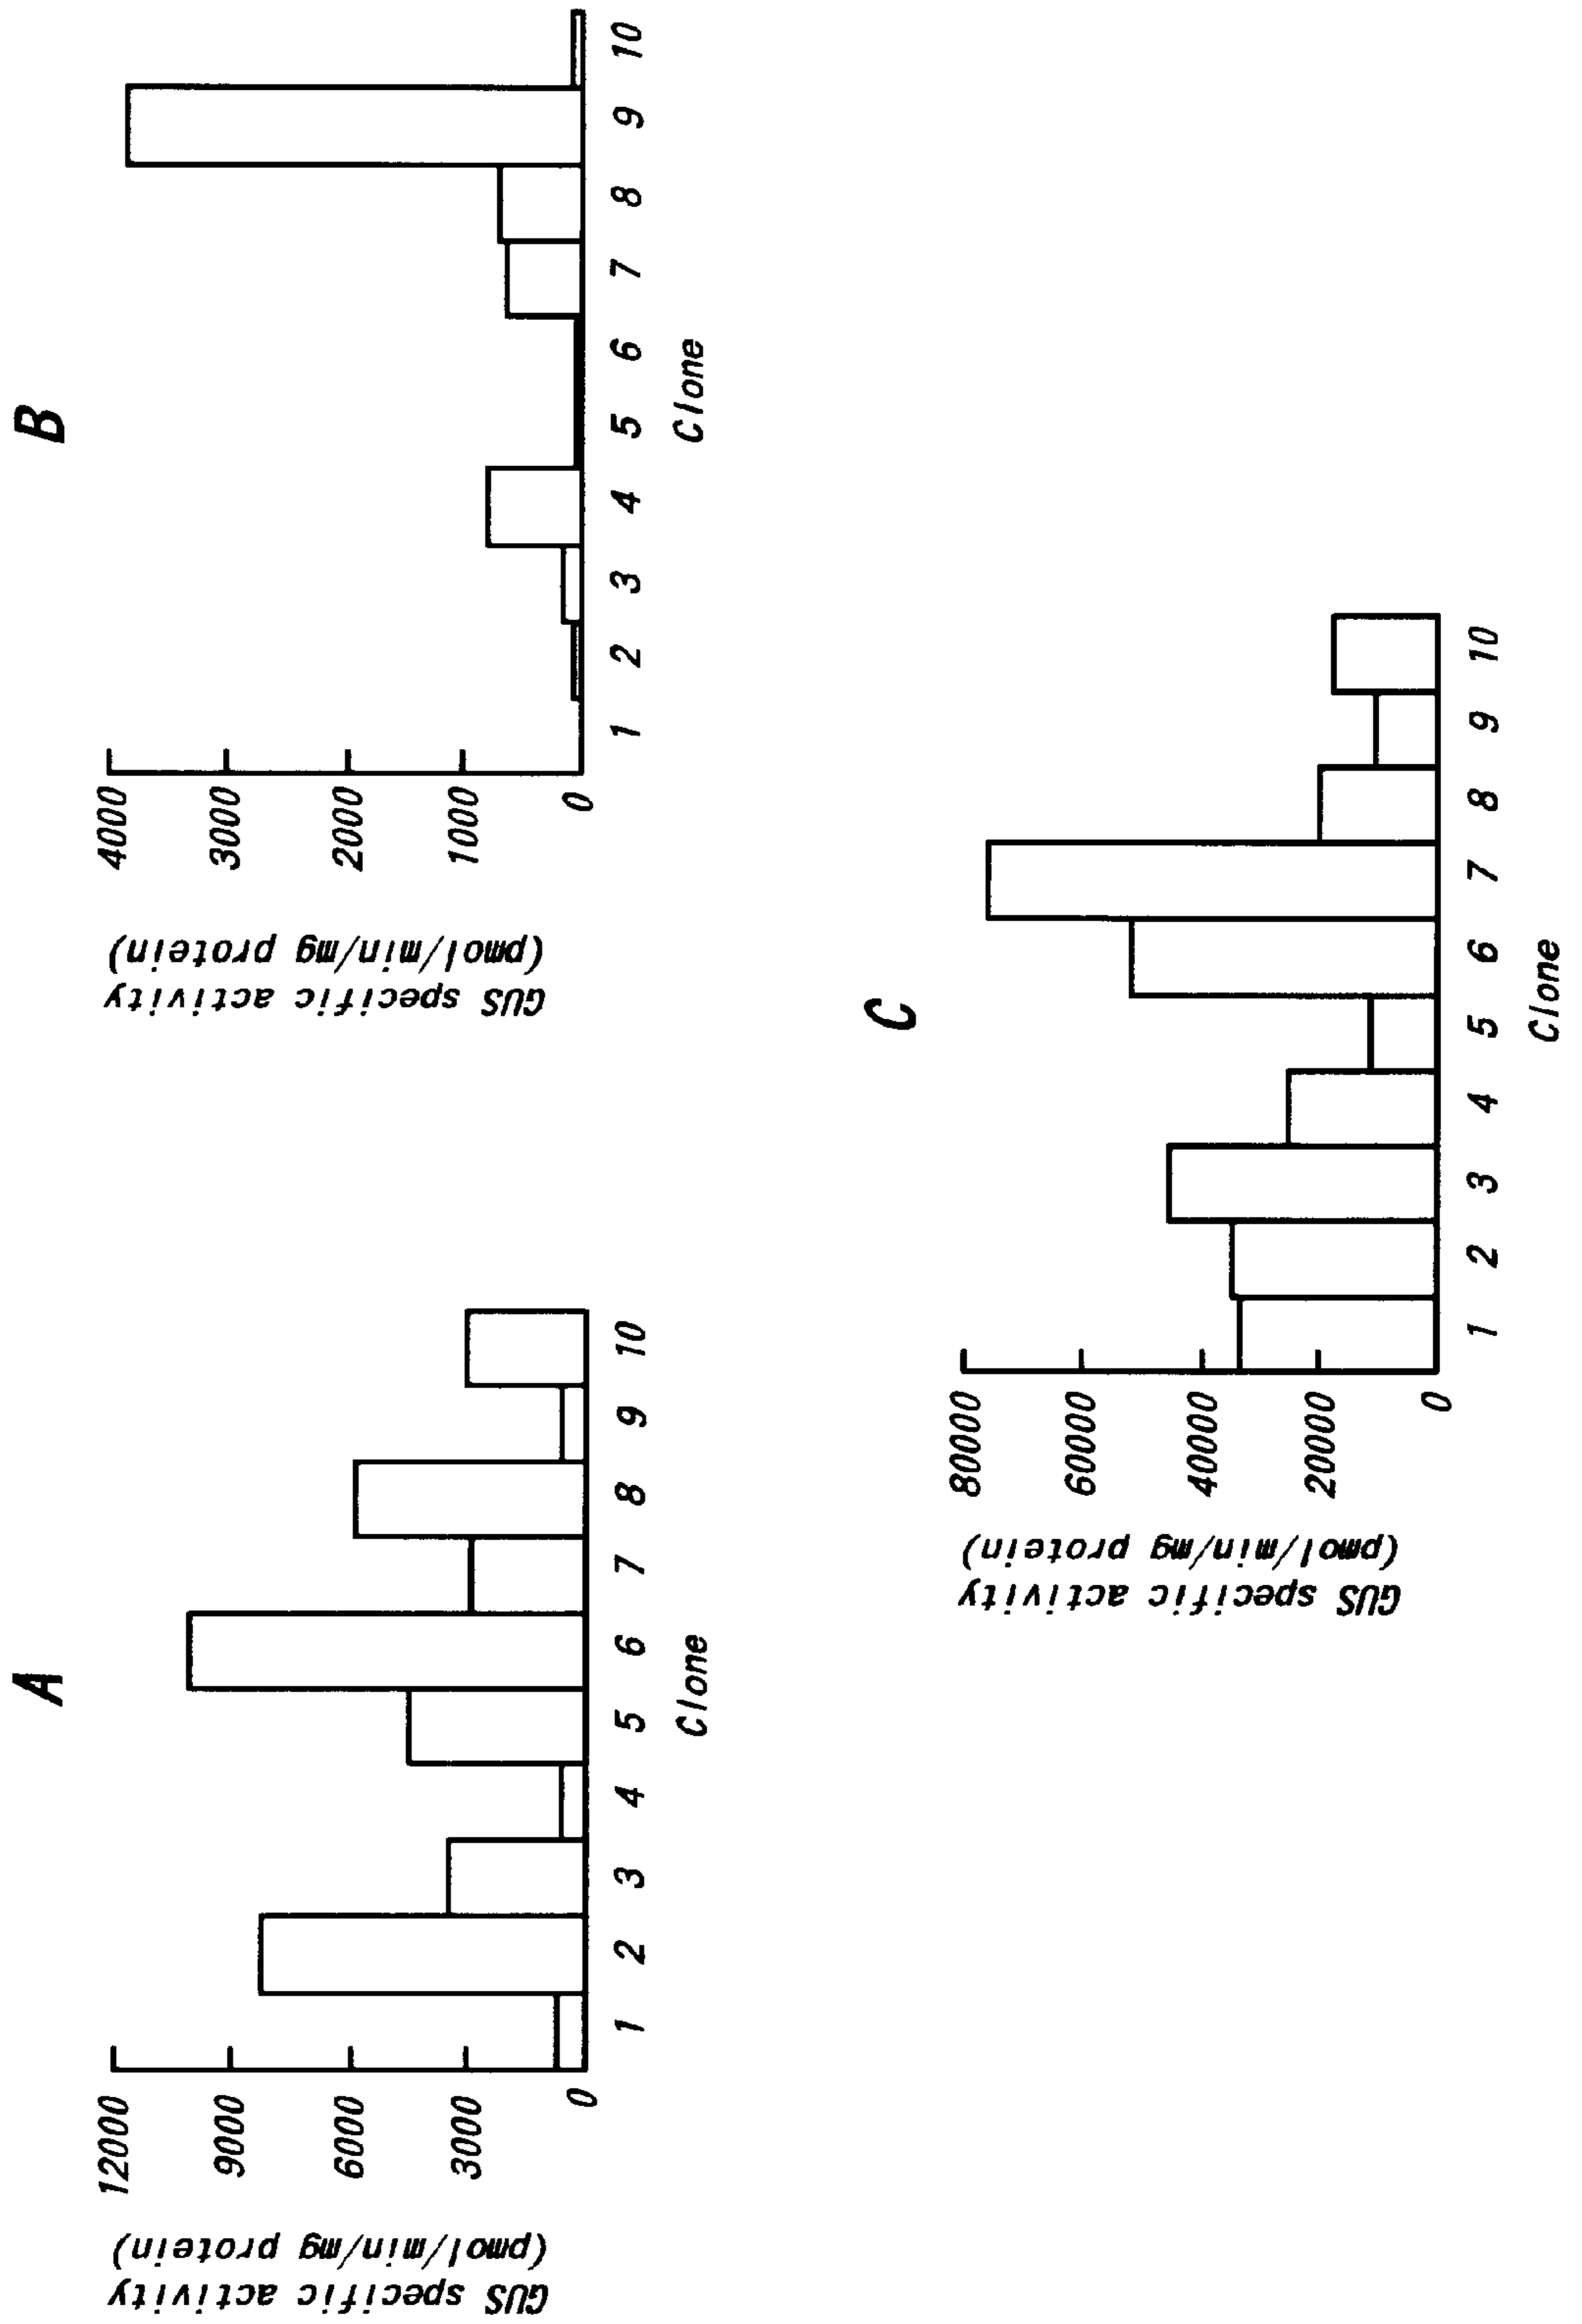 A
GUS specific activity
(pmol/min/mg protein)
12000
9000
6000
3000
0
1 2 3 4 5 6 7 8 9 10
Clone
B
GUS specific activity
(pmol/min/mg protein)
4000
3000
2000
1000
0
1 2 3 4 5 6 7 8 9 10
Clone
C
GUS specific activity
(pmol/min/mg protein)
80000
60000
40000
20000
0
1 2 3 4 5 6 7 8 9 10
Clone